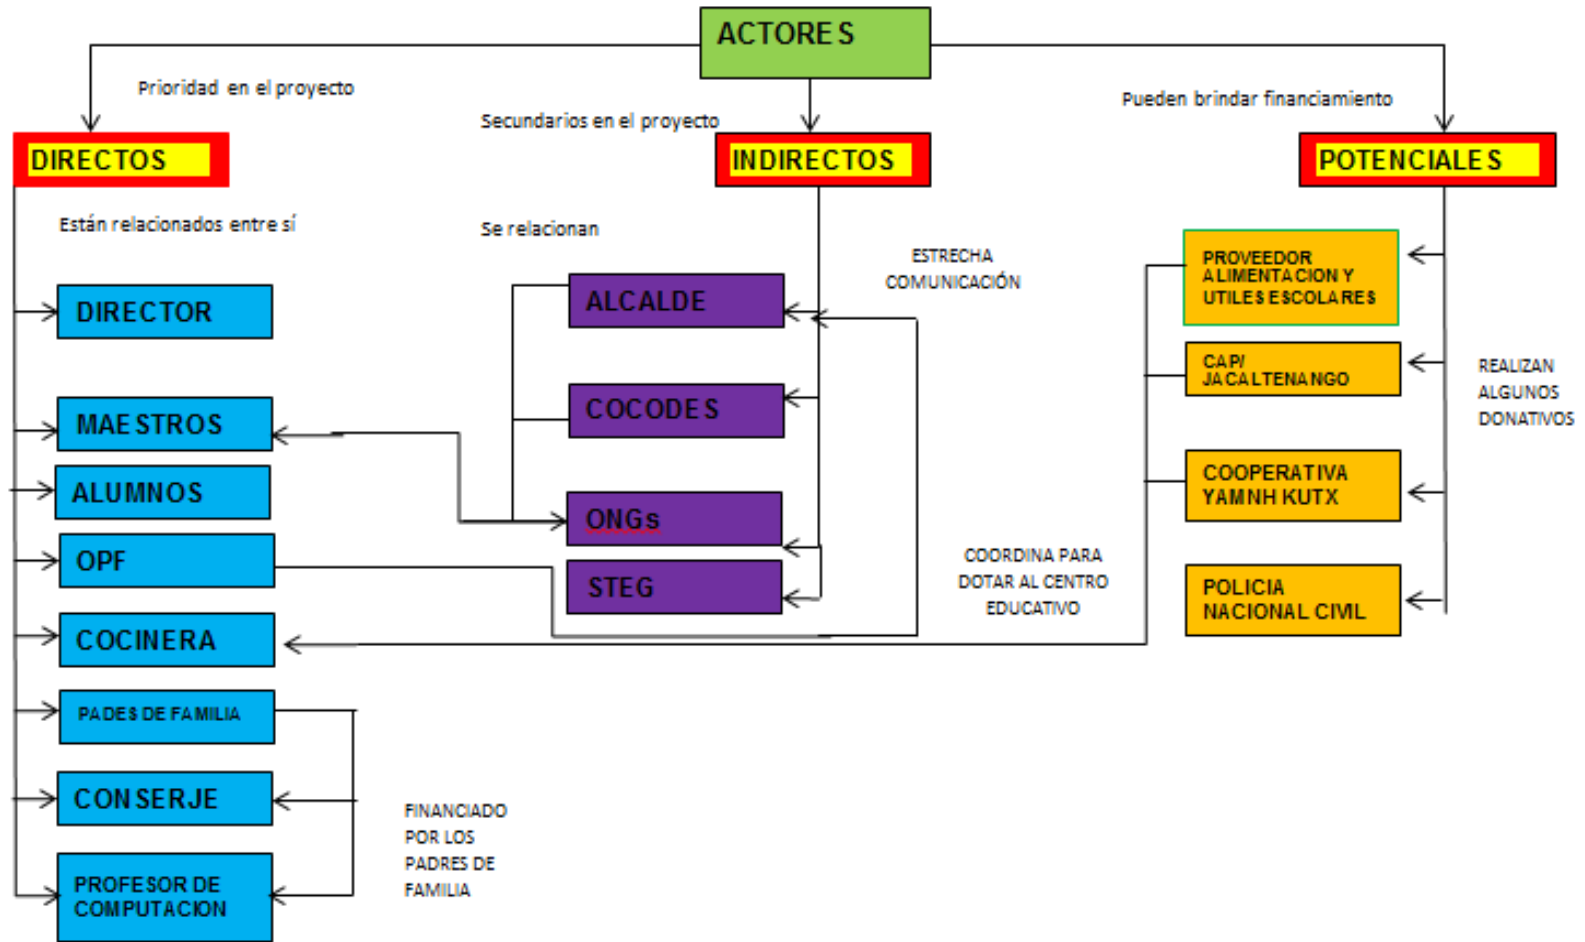 ACTORES
Prioridad en el proyecto
Secundarios en el proyecto
Pueden brindar financiamiento
DIRECTOS
INDIRECTOS
POTENCIALES
Están relacionados entre sí
Se relacionan
ESTRECHA
COMUNICACIÓN
DIRECTOR
MAESTROS
ALUMNOS
OPF
COCINERA
PADES DE FAMILIA
CONSERJE
PROFESOR DE
COMPUTACION
FINANCIADO
POR LOS
PADRES DE
FAMILIA
ALCALDE
COCODES
ONGs
STEG
COORDINA PARA
DOTAR AL CENTRO
EDUCATIVO
PROVEEDOR
ALIMENTACION Y
UTILES ESCOLARES
CAP/
JACALTENANGO
COOPERATIVA
YAMNH KUTX
POLICIA
NACIONAL CIVIL
REALIZAN
ALGUNOS
DONATIVOS